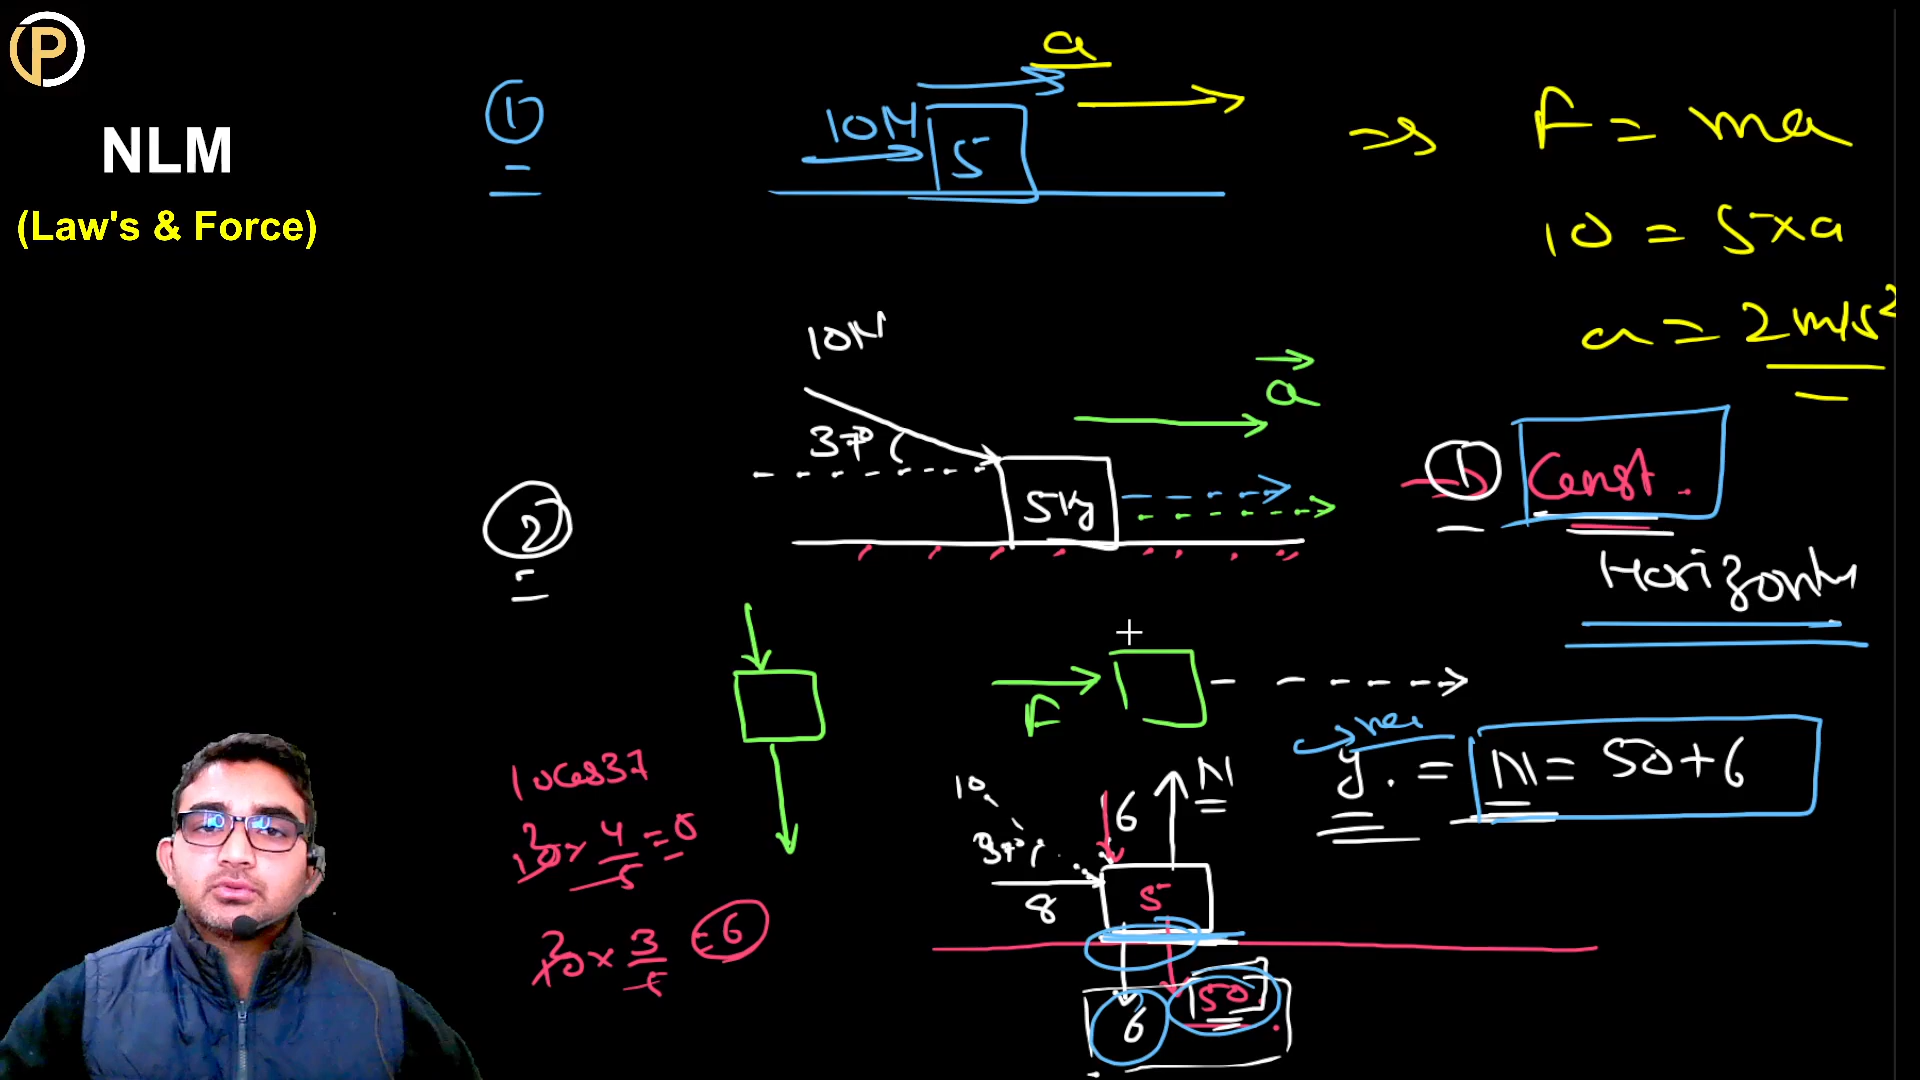 P
NLM
(Law's & Force)
1
a
10N
5
⇒ F = ma
10 = 5×a
a = 2m/s²
2
10N
37°
5kg
a
1 Const.
Horizontal
F
y. = N = 50+6
10cos37
10 × 4/5 = 8
10 × 3/5 = 6
10
37°
8
6
N
5
6
50